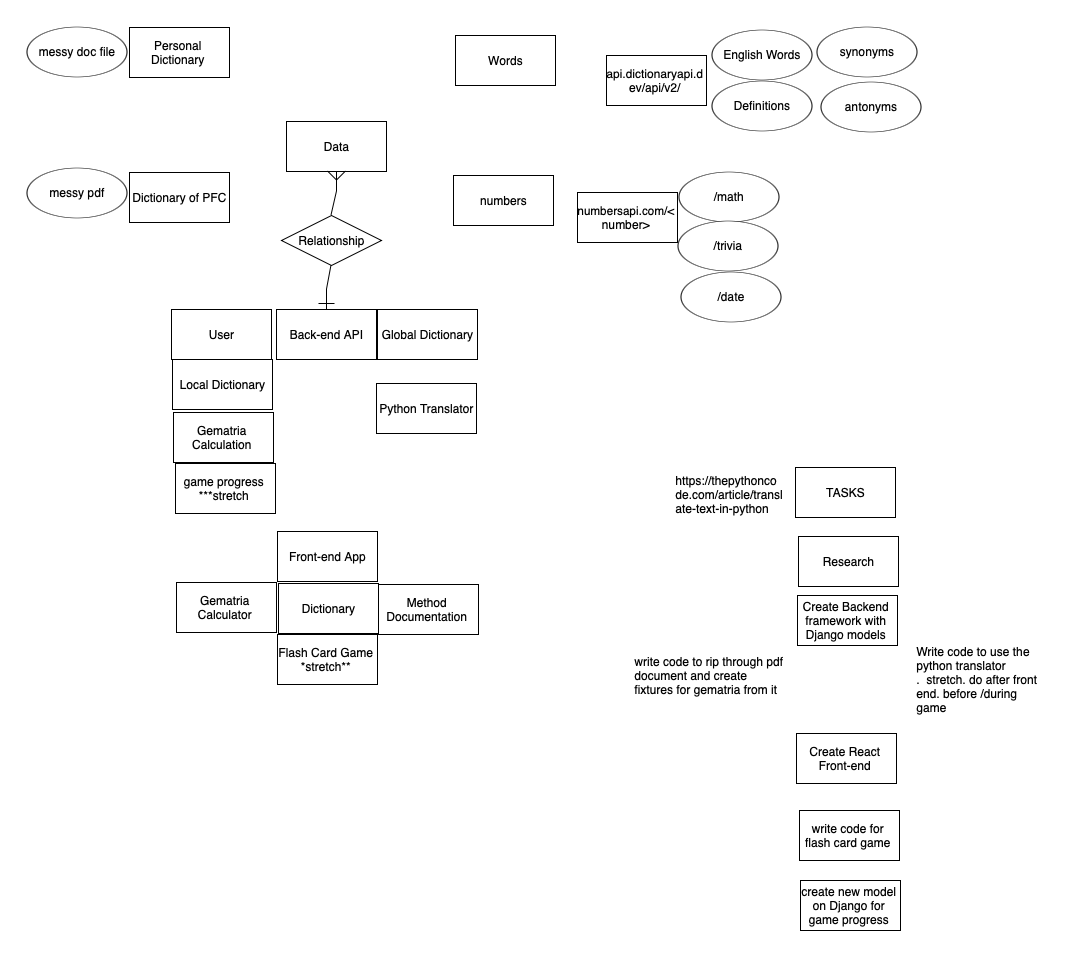 messy doc file
Personal
Dictionary
Words
api.dictionaryapi.d
ev/api/v2/
English Words
synonyms
Definitions
antonyms
Data
messy pdf
Dictionary of PFC
numbers
numbersapi.com/<
number>
/math
/trivia
/date
Relationship
User
Back-end API
Global Dictionary
Local Dictionary
Python Translator
Gematria
Calculation
game progress
***stretch
https://thepythonco
de.com/article/transl
ate-text-in-python
TASKS
Front-end App
Research
Gematria
Calculator
Dictionary
Method
Documentation
Create Backend
framework with
Django models
Flash Card Game
*stretch**
write code to rip through pdf
document and create
fixtures for gematria from it
Write code to use the
python translator
.  stretch. do after front
end. before /during
game
Create React
Front-end
write code for
flash card game
create new model
on Django for
game progress